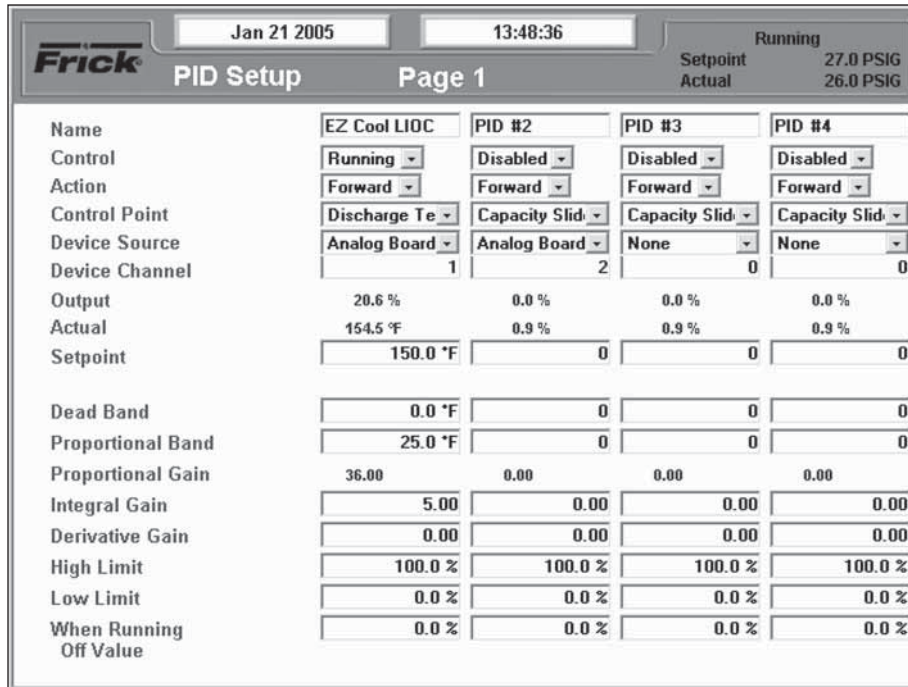 Jan 21 2005 13:48:36 Running
Frick Setpoint 27.0 PSIG
PID Setup Page 1 Actual 26.0 PSIG
Name EZ Cool LIOC PID #2 PID #3 PID #4
Control Running Disabled Disabled Disabled
Action Forward Forward Forward Forward
Control Point Discharge Te Capacity Slid Capacity Slid Capacity Slid
Device Source Analog Board Analog Board None None
Device Channel 1 2 0 0
Output 20.6 % 0.0 % 0.0 % 0.0 %
Actual 154.5 °F 0.9 % 0.9 % 0.9 %
Setpoint 150.0 °F 0 0 0
Dead Band 0.0 °F 0 0 0
Proportional Band 25.0 °F 0 0 0
Proportional Gain 36.00 0.00 0.00 0.00
Integral Gain 5.00 0.00 0.00 0.00
Derivative Gain 0.00 0.00 0.00 0.00
High Limit 100.0 % 100.0 % 100.0 % 100.0 %
Low Limit 0.0 % 0.0 % 0.0 % 0.0 %
When Running 0.0 % 0.0 % 0.0 % 0.0 %
Off Value